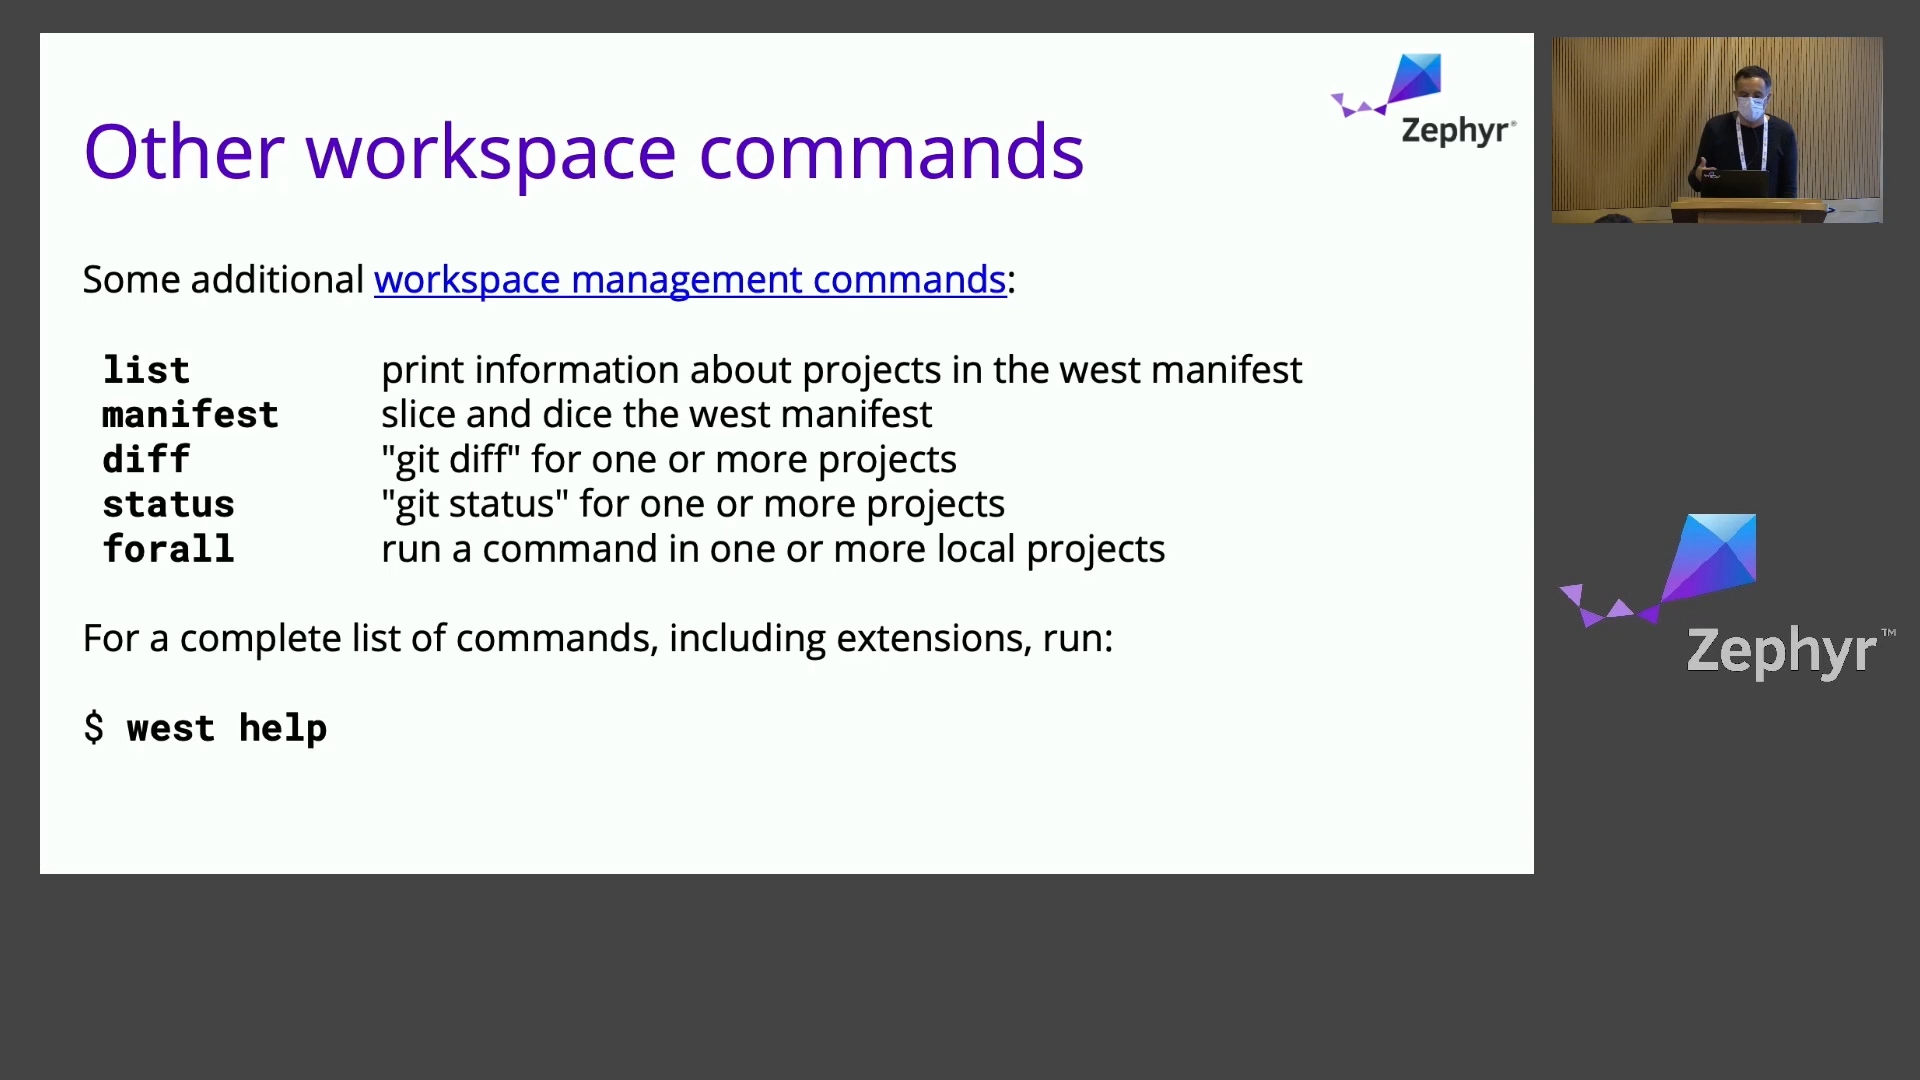 Zephyr®
Other workspace commands
Some additional workspace management commands:
list print information about projects in the west manifest
manifest slice and dice the west manifest
diff "git diff" for one or more projects
status "git status" for one or more projects
forall run a command in one or more local projects
For a complete list of commands, including extensions, run:
$ west help
Zephyr™